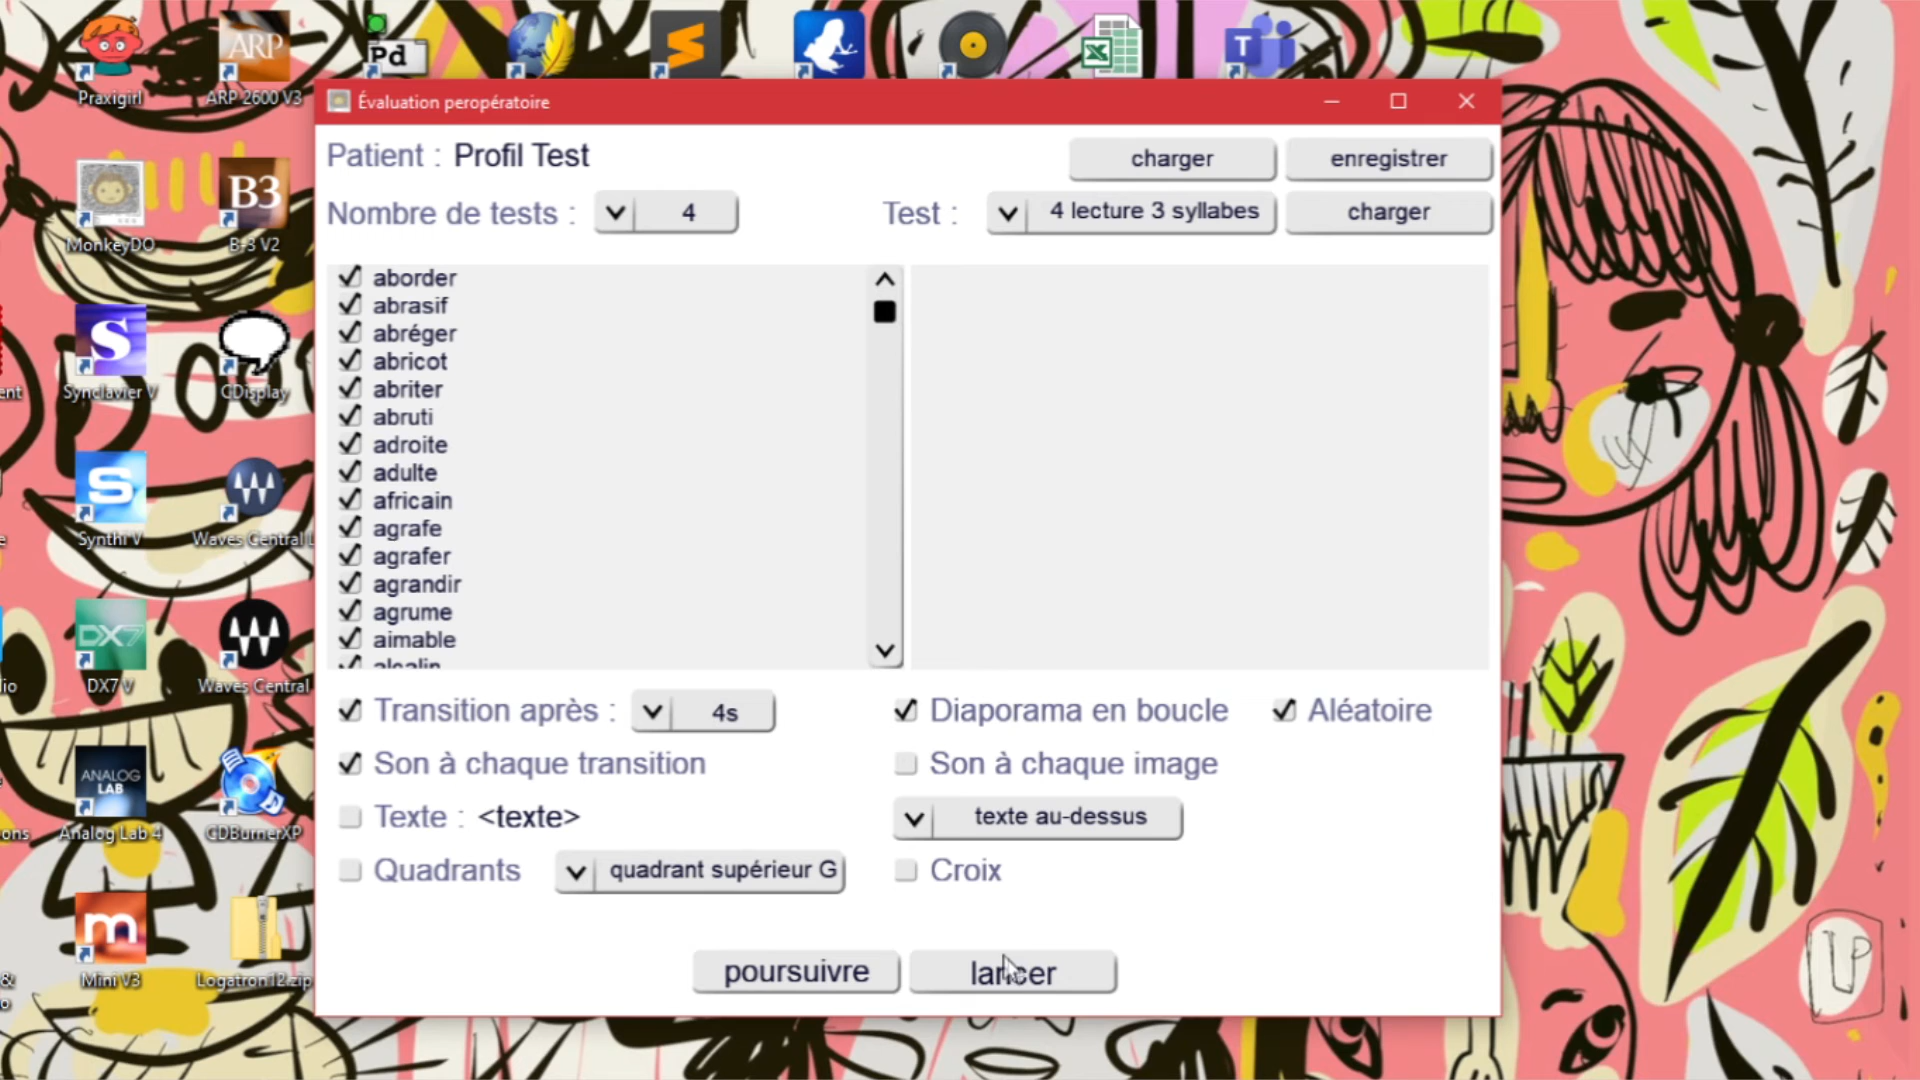 Pd
ARP
T
Praxigirl
ARP 2600 V3
Évaluation peropératoire
Patient : Profil Test
charger
enregistrer
Nombre de tests :
4
Test :
4 lecture 3 syllabes
charger
B3
MonkeyDO
B-3 V2
aborder
abrasif
abréger
abricot
abriter
abruti
adroite
adulte
africain
agrafe
agrafer
agrandir
agrume
aimable
alcalin
S
Synclavier V
CDisplay
S
Synthi V
Waves Central L
DX7
DX7 V
Waves Central
Transition après :
4s
Diaporama en boucle
Aléatoire
Son à chaque transition
Son à chaque image
Texte : <texte>
texte au-dessus
Quadrants
quadrant supérieur G
Croix
ANALOG
LAB
Analog Lab 4
CDBurnerXP
m
Mini V3
Logatron12.zip
poursuivre
lancer